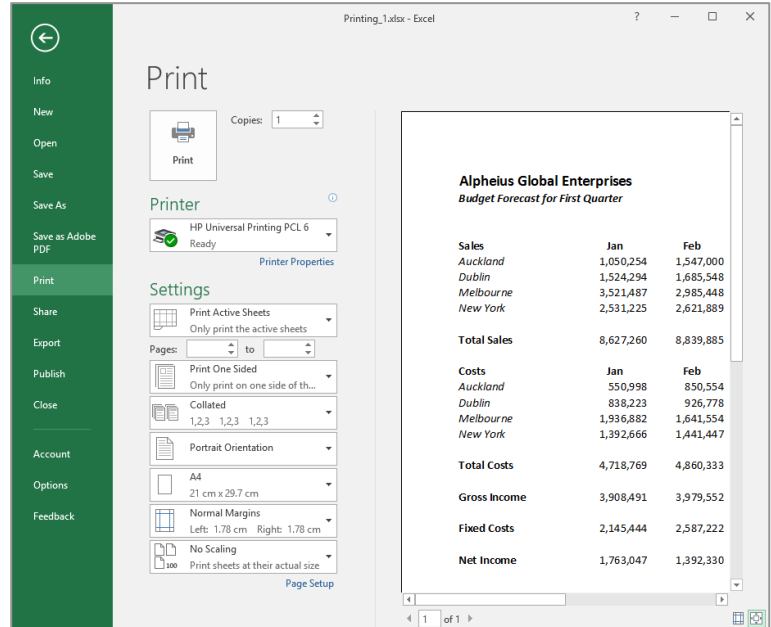 Printing_1.xlsx - Excel
?
Info
New
Open
Save
Save As
Save as Adobe
PDF
Print
Share
Export
Publish
Close
Account
Options
Feedback
Print
Print
Copies: 1
Printer
HP Universal Printing PCL 6
Ready
Printer Properties
Settings
Print Active Sheets
Only print the active sheets
Pages: to
Print One Sided
Only print on one side of th...
Collated
1,2,3 1,2,3 1,2,3
Portrait Orientation
A4
21 cm x 29.7 cm
Normal Margins
Left: 1.78 cm Right: 1.78 cm
No Scaling
100
Print sheets at their actual size
Page Setup
Alpheius Global Enterprises
Budget Forecast for First Quarter
Sales Jan Feb
Auckland 1,050,254 1,547,000
Dublin 1,524,294 1,685,548
Melbourne 3,521,487 2,985,448
New York 2,531,225 2,621,889
Total Sales 8,627,260 8,839,885
Costs Jan Feb
Auckland 550,998 850,554
Dublin 838,223 926,778
Melbourne 1,936,882 1,641,554
New York 1,392,666 1,441,447
Total Costs 4,718,769 4,860,333
Gross Income 3,908,491 3,979,552
Fixed Costs 2,145,444 2,587,222
Net Income 1,763,047 1,392,330
1 of 1